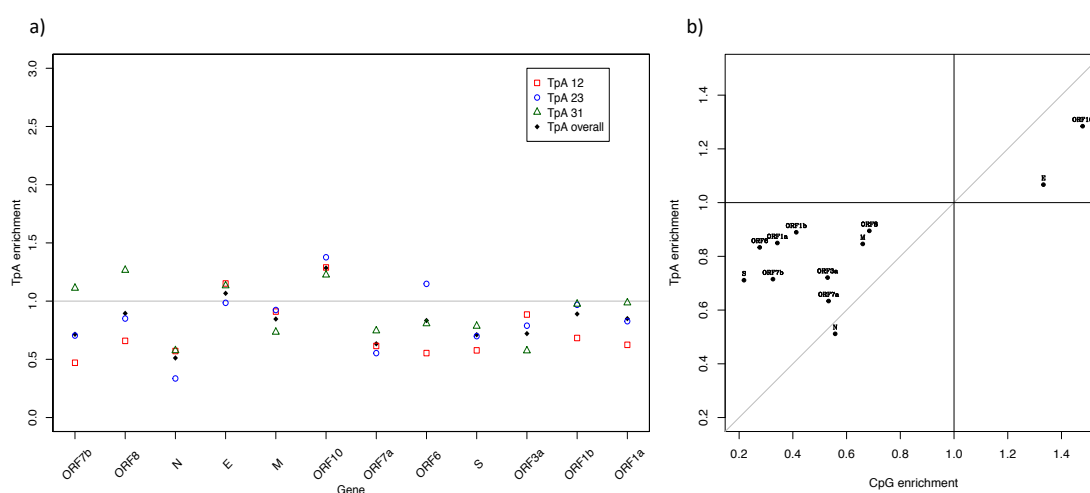 a)
TpA enrichment
3.0
2.5
2.0
1.5
1.0
0.5
0.0
TpA 12
TpA 23
TpA 31
TpA overall
ORF7b
ORF8
N
E
M
ORF10
ORF7a
ORF6
S
ORF3a
ORF1b
ORF1a
Gene
b)
TpA enrichment
1.4
1.2
1.0
0.8
0.6
0.4
0.2
ORF10
E
ORF1b
ORF8
ORF1a
M
ORF6
S
ORF7b
ORF3a
ORF7a
N
0.2 0.4 0.6 0.8 1.0 1.2 1.4
CpG enrichment